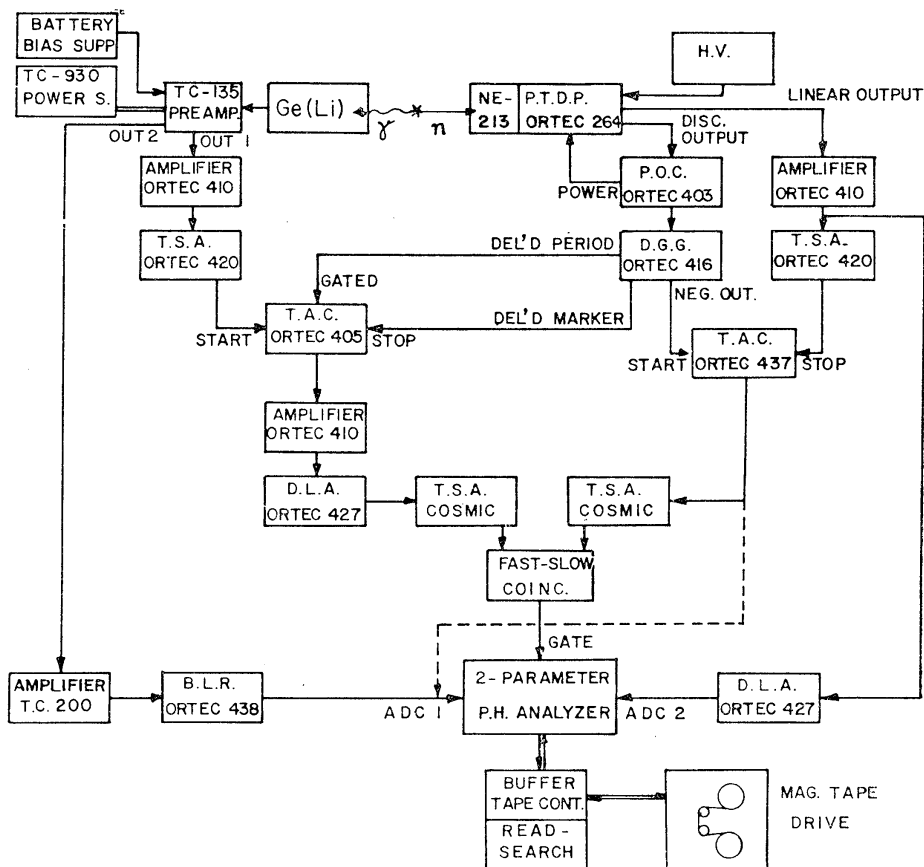 BATTERY
BIAS SUPP
TC-930
POWER S.
TC-135
PREAMP.
Ge(Li)
γ
n
NE-
213
P.T.D.P.
ORTEC 264
H.V.
LINEAR OUTPUT
DISC.
OUTPUT
OUT 2
OUT 1
AMPLIFIER
ORTEC 410
POWER
P.O.C.
ORTEC 403
AMPLIFIER
ORTEC 410
T.S.A.
ORTEC 420
DEL'D PERIOD
D.G.G.
ORTEC 416
T.S.A.
ORTEC 420
GATED
NEG. OUT.
START
T.A.C.
ORTEC 405
STOP
DEL'D MARKER
START
T.A.C.
ORTEC 437
STOP
AMPLIFIER
ORTEC 410
D.L.A.
ORTEC 427
T.S.A.
COSMIC
T.S.A.
COSMIC
FAST-SLOW
COINC.
GATE
AMPLIFIER
T.C. 200
B.L.R.
ORTEC 438
ADC 1
2-PARAMETER
P.H. ANALYZER
ADC 2
D.L.A.
ORTEC 427
BUFFER
TAPE CONT.
READ-
SEARCH
MAG. TAPE
DRIVE